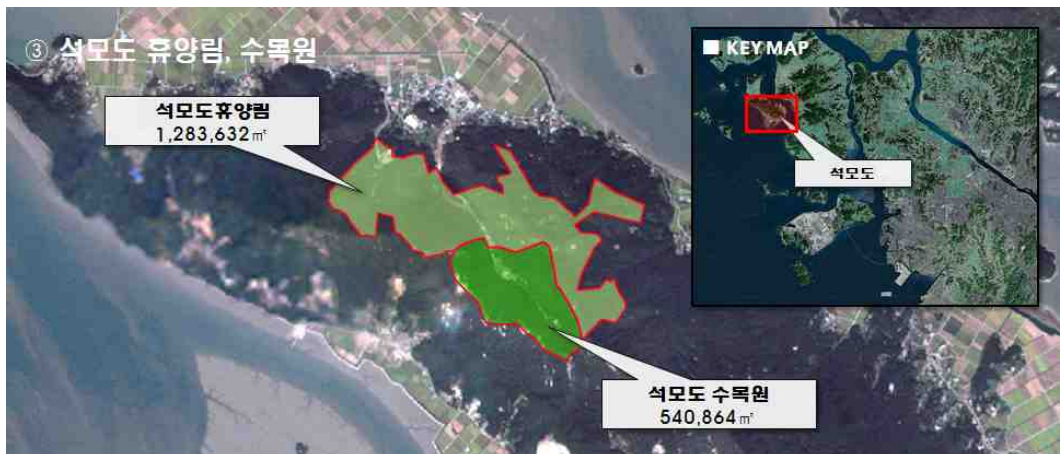 ③ 석모도 휴양림, 수목원
■ KEY MAP
석모도휴양림
1,283,632㎡
석모도
석모도 수목원
540,864㎡